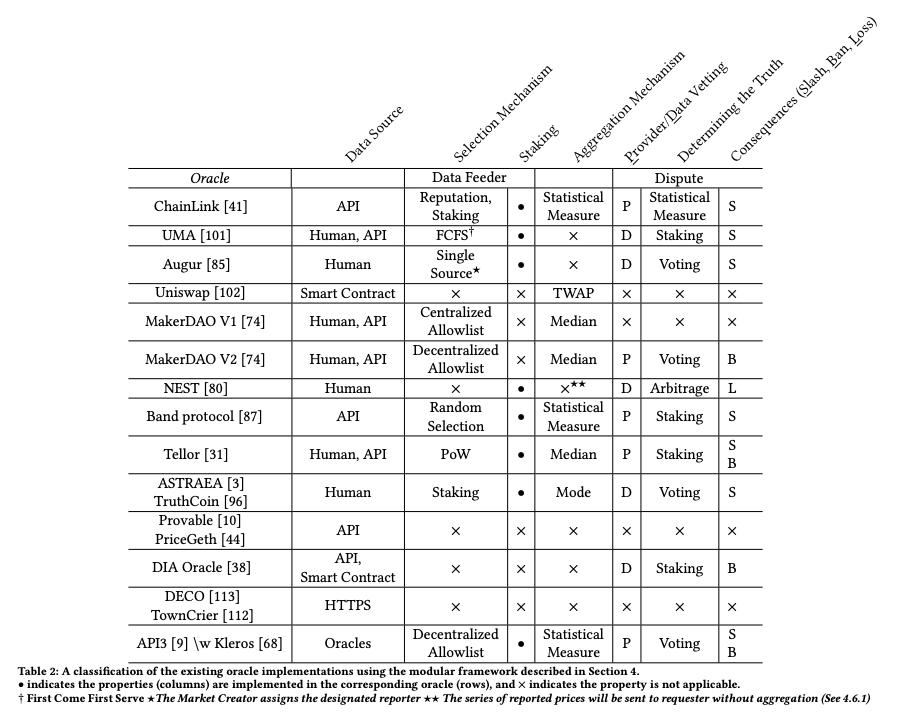 Data Source
Selection Mechanism
Staking
Aggregation Mechanism
Provider/Data Vetting
Determining the Truth
Consequences (Slash, Ban, Loss)
Oracle Data Feeder Dispute
ChainLink [41] API Reputation, Staking • Statistical Measure P Statistical Measure S
UMA [101] Human, API FCFS† • × D Staking S
Augur [85] Human Single Source★ • × D Voting S
Uniswap [102] Smart Contract × × TWAP × × ×
MakerDAO V1 [74] Human, API Centralized Allowlist × Median × × ×
MakerDAO V2 [74] Human, API Decentralized Allowlist × Median P Voting B
NEST [80] Human × • ×★★ D Arbitrage L
Band protocol [87] API Random Selection • Statistical Measure P Staking S
Tellor [31] Human, API PoW • Median P Staking S B
ASTRAEA [3] TruthCoin [96] Human Staking • Mode D Voting S
Provable [10] PriceGeth [44] API × × × × × ×
DIA Oracle [38] API, Smart Contract × × × D Staking B
DECO [113] TownCrier [112] HTTPS × × × × × ×
API3 [9] \w Kleros [68] Oracles Decentralized Allowlist • Statistical Measure P Voting S B
Table 2: A classification of the existing oracle implementations using the modular framework described in Section 4.
• indicates the properties (columns) are implemented in the corresponding oracle (rows), and × indicates the property is not applicable.
† First Come First Serve ★The Market Creator assigns the designated reporter ★★ The series of reported prices will be sent to requester without aggregation (See 4.6.1)